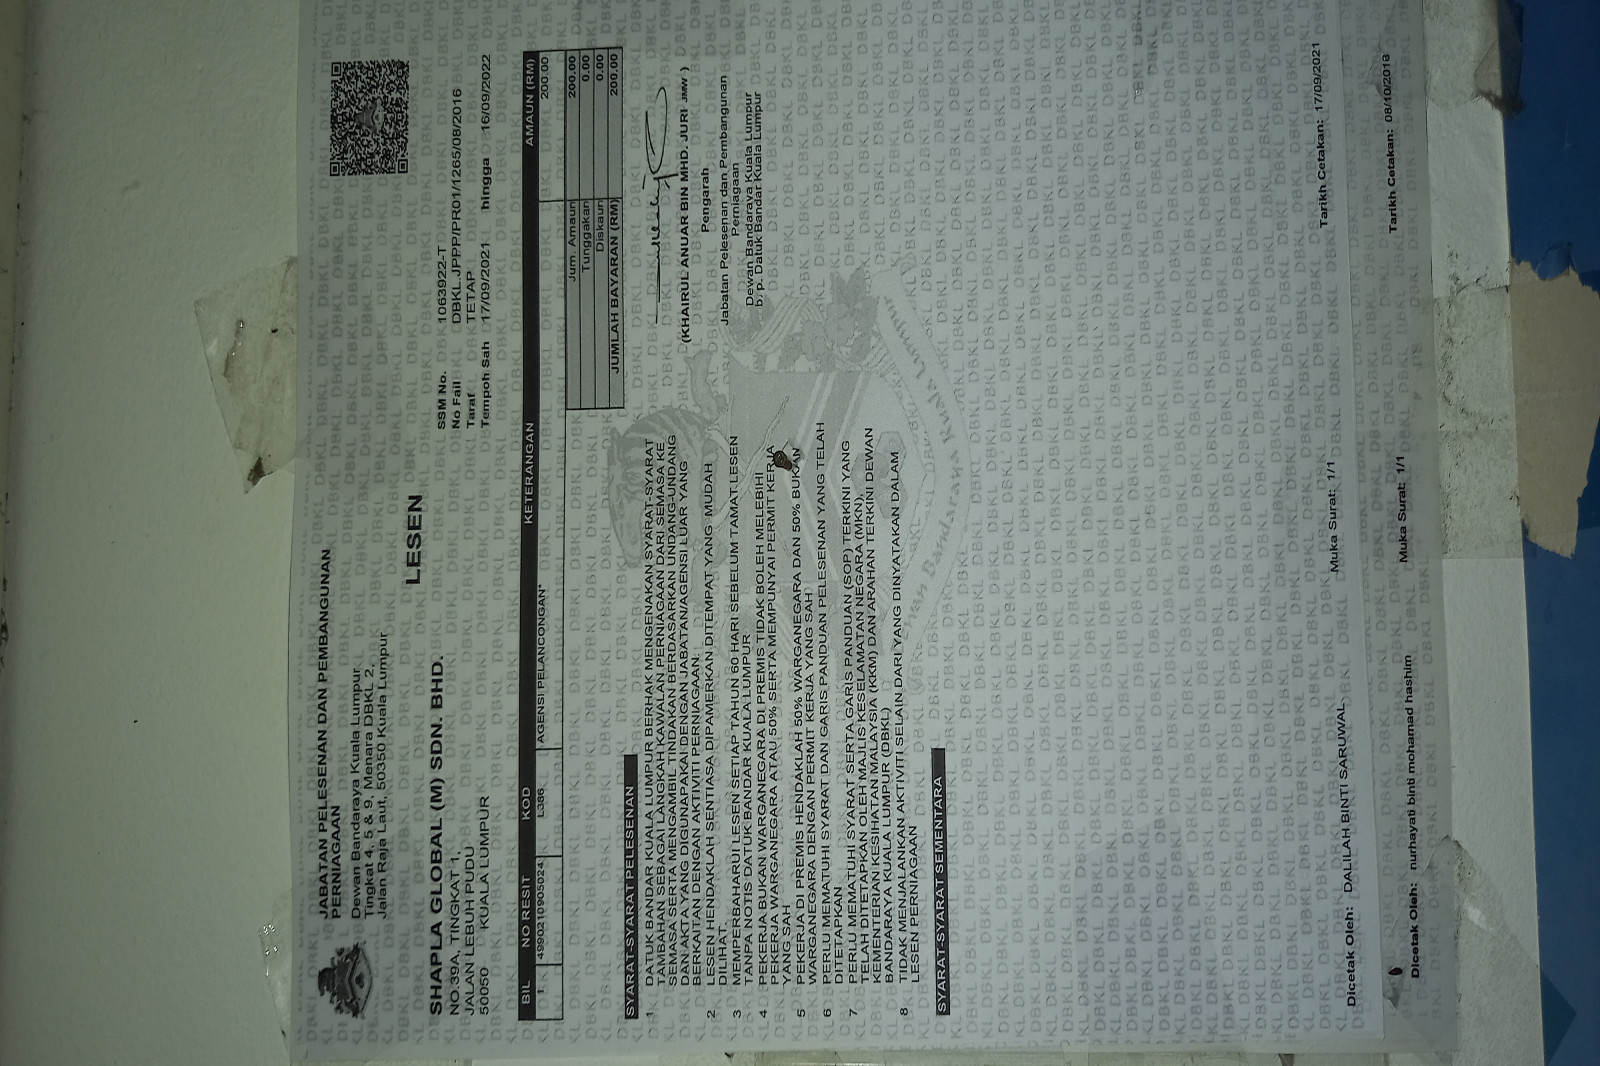 JABATAN PELESENAN DAN PEMBANGUNAN
PERNIAGAAN
Dewan Bandaraya Kuala Lumpur
Tingkat 4, 5 & 9, Menara DBKL 2,
Jalan Raja Laut, 50350 Kuala Lumpur
LESEN
SHAPLA GLOBAL (M) SDN. BHD.
NO.39A, TINGKAT 1,
JALAN LEBUH PUDU
50050 KUALA LUMPUR
SSM No. 1063922-T
No Fail DBKL.JPPP/PR01/1265/08/2016
Taraf TETAP
Tempoh Sah 17/09/2021 hingga 16/09/2022
BIL NO RESIT KOD KETERANGAN AMAUN (RM)
1. 499021109050244 L386 AGENSI PELANCONGAN* 200.00
Jum. Amaun 200.00
Tunggakan 0.00
Diskaun 0.00
JUMLAH BAYARAN (RM) 200.00
SYARAT-SYARAT PELESENAN
1 DATUK BANDAR KUALA LUMPUR BERHAK MENGENAKAN SYARAT-SYARAT
TAMBAHAN SEBAGAI LANGKAH KAWALAN PERNIAGAAN DARI SEMASA KE
SEMASA SERTA MENGAMBIL TINDAKAN BERDASARKAN UNDANG-UNDANG
DAN AKTA YANG DIGUNAPAKAI DENGAN JABATAN/AGENSI LUAR YANG
BERKAITAN DENGAN AKTIVITI PERNIAGAAN.
2 LESEN HENDAKLAH SENTIASA DIPAMERKAN DITEMPAT YANG MUDAH
DILIHAT.
3 MEMPERBAHARUI LESEN SETIAP TAHUN 60 HARI SEBELUM TAMAT LESEN
TANPA NOTIS DATUK BANDAR KUALA LUMPUR
4 PEKERJA BUKAN WARGANEGARA DI PREMIS TIDAK BOLEH MELEBIHI
PEKERJA WARGANEGARA ATAU 50% SERTA MEMPUNYAI PERMIT KERJA
YANG SAH
5 PEKERJA DI PREMIS HENDAKLAH 50% WARGANEGARA DAN 50% BUKAN
WARGANEGARA DENGAN PERMIT KERJA YANG SAH
6 PERLU MEMATUHI SYARAT DAN GARIS PANDUAN PELESENAN YANG TELAH
DITETAPKAN
7 PERLU MEMATUHI SYARAT SERTA GARIS PANDUAN (SOP) TERKINI YANG
TELAH DITETAPKAN OLEH MAJLIS KESELAMATAN NEGARA (MKN),
KEMENTERIAN KESIHATAN MALAYSIA (KKM) DAN ARAHAN TERKINI DEWAN
BANDARAYA KUALA LUMPUR (DBKL)
8 TIDAK MENJALANKAN AKTIVITI SELAIN DARI YANG DINYATAKAN DALAM
LESEN PERNIAGAAN
SYARAT-SYARAT SEMENTARA
(KHAIRUL ANUAR BIN MHD. JURI JMW )
Pengarah
Jabatan Pelesenan dan Pembangunan
Perniagaan
Dewan Bandaraya Kuala Lumpur
b. p. Datuk Bandar Kuala Lumpur
Dicetak Oleh: DALILAH BINTI SARUWAL Muka Surat: 1/1 Tarikh Cetakan: 17/09/2021
Dicetak Oleh: nurhayati binti mohamad hashim Muka Surat: 1/1 Tarikh Cetakan: 08/10/2018